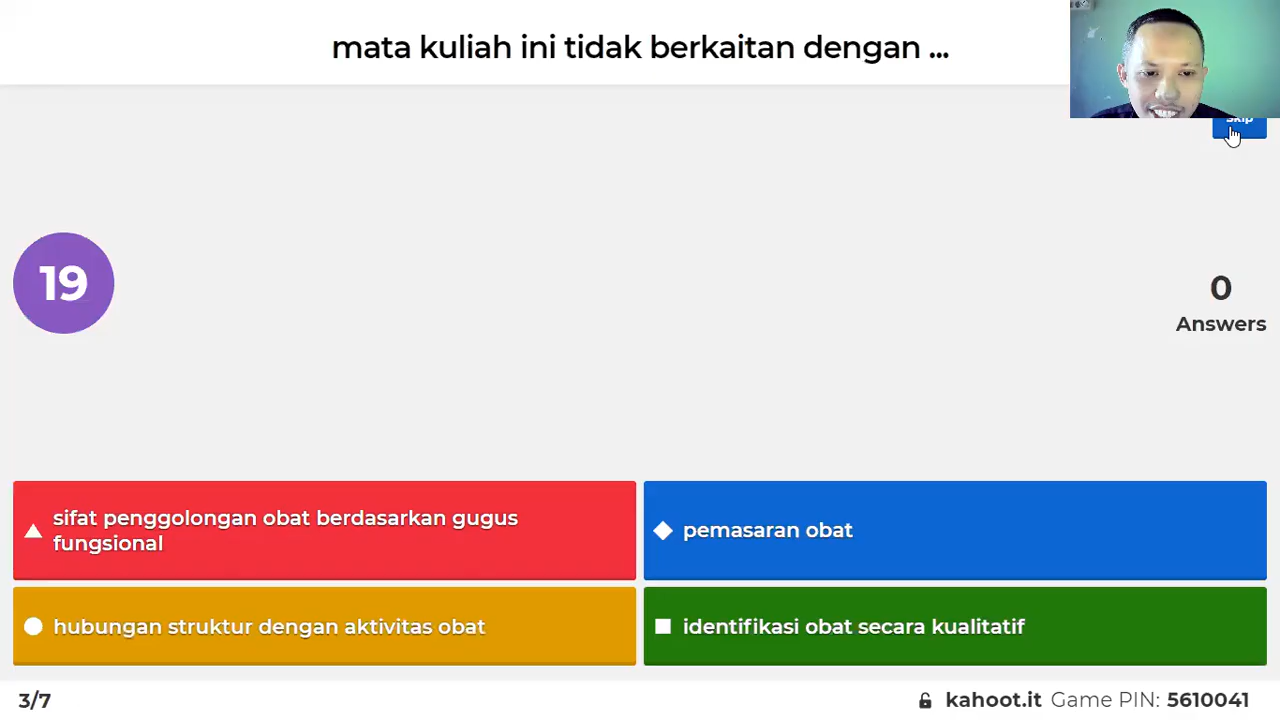 mata kuliah ini tidak berkaitan dengan ...
Skip
19
0
Answers
sifat penggolongan obat berdasarkan gugus
fungsional
pemasaran obat
hubungan struktur dengan aktivitas obat
identifikasi obat secara kualitatif
3/7
kahoot.it Game PIN: 5610041